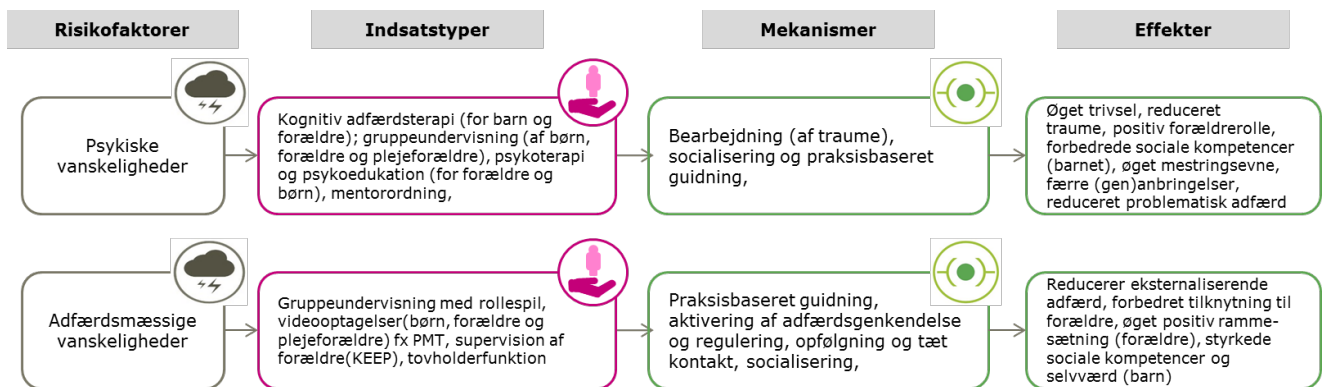 Risikofaktorer
Indsatstyper
Mekanismer
Effekter
Psykiske
vanskeligheder
Kognitiv adfærdsterapi (for barn og
forældre); gruppeundervisning (af børn,
forældre og plejeforældre), psykoterapi
og psykoedukation (for forældre og
børn), mentorordning,
Bearbejdning (af traume),
socialisering og praksisbaseret
guidning,
Øget trivsel, reduceret
traume, positiv forældrerolle,
forbedrede sociale kompetencer
(barnet), øget mestringsevne,
færre (gen)anbringelser,
reduceret problematisk adfærd
Adfærdsmæssige
vanskeligheder
Gruppeundervisning med rollespil,
videooptagelser(børn, forældre og
plejeforældre) fx PMT, supervision af
forældre(KEEP), tovholderfunktion
Praksisbaseret guidning,
aktivering af adfærdsgenkendelse
og regulering, opfølgning og tæt
kontakt, socialisering,
Reducerer eksternaliserende
adfærd, forbedret tilknytning til
forældre, øget positiv ramme-
sætning (forældre), styrkede
sociale kompetencer og
selvværd (barn)